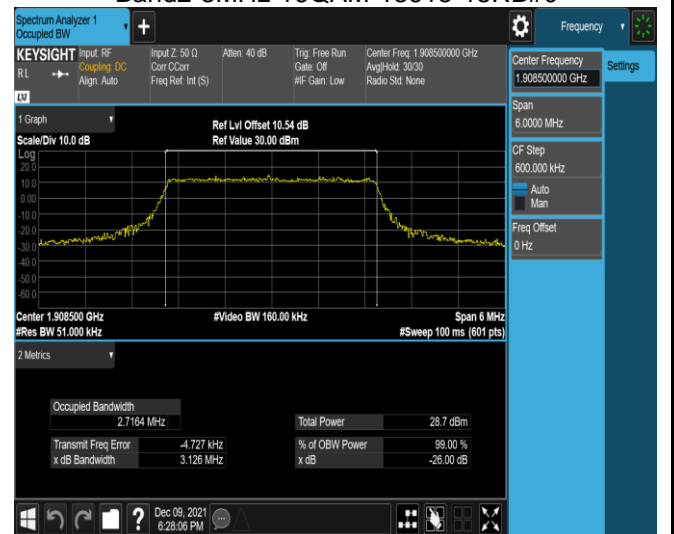 Spectrum Analyzer 1
Occupied BW
+
Frequency
KEYSIGHT
RL
LXI
Input: RF
Coupling: DC
Align: Auto
Input Z: 50 Ω
Corr CCorr
Freq Ref: Int (S)
Atten: 40 dB
Trig: Free Run
Gate: Off
#IF Gain: Low
Center Freq: 1.908500000 GHz
Avg|Hold: 30/30
Radio Std: None
Center Frequency
1.908500000 GHz
Settings
Span
6.0000 MHz
CF Step
600.000 kHz
Auto
Man
Freq Offset
0 Hz
1 Graph
Scale/Div 10.0 dB
Ref Lvl Offset 10.54 dB
Ref Value 30.00 dBm
Log
20.0
10.0
0.00
-10.0
-20.0
-30.0
-40.0
-50.0
-60.0
Center 1.908500 GHz
#Video BW 160.00 kHz
Span 6 MHz
#Res BW 51.000 kHz
#Sweep 100 ms (601 pts)
2 Metrics
Occupied Bandwidth
2.7164 MHz
Total Power 28.7 dBm
Transmit Freq Error -4.727 kHz
% of OBW Power 99.00 %
x dB Bandwidth 3.126 MHz
x dB -26.00 dB
?
Dec 09, 2021
6:28:06 PM